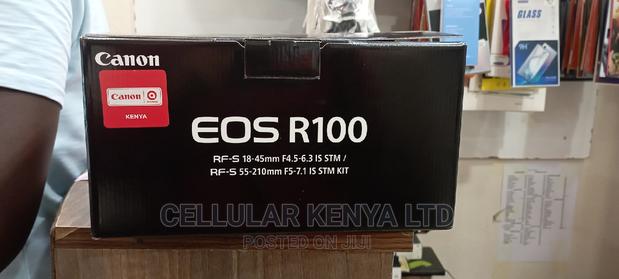 Canon
Canon
KENYA
EOS R100
RF-S 18-45mm F4.5-6.3 IS STM /
RF-S 55-210mm F5-7.1 IS STM KIT
GLASS
9H
CELLULAR KENYA LTD
POSTED ON JIJI